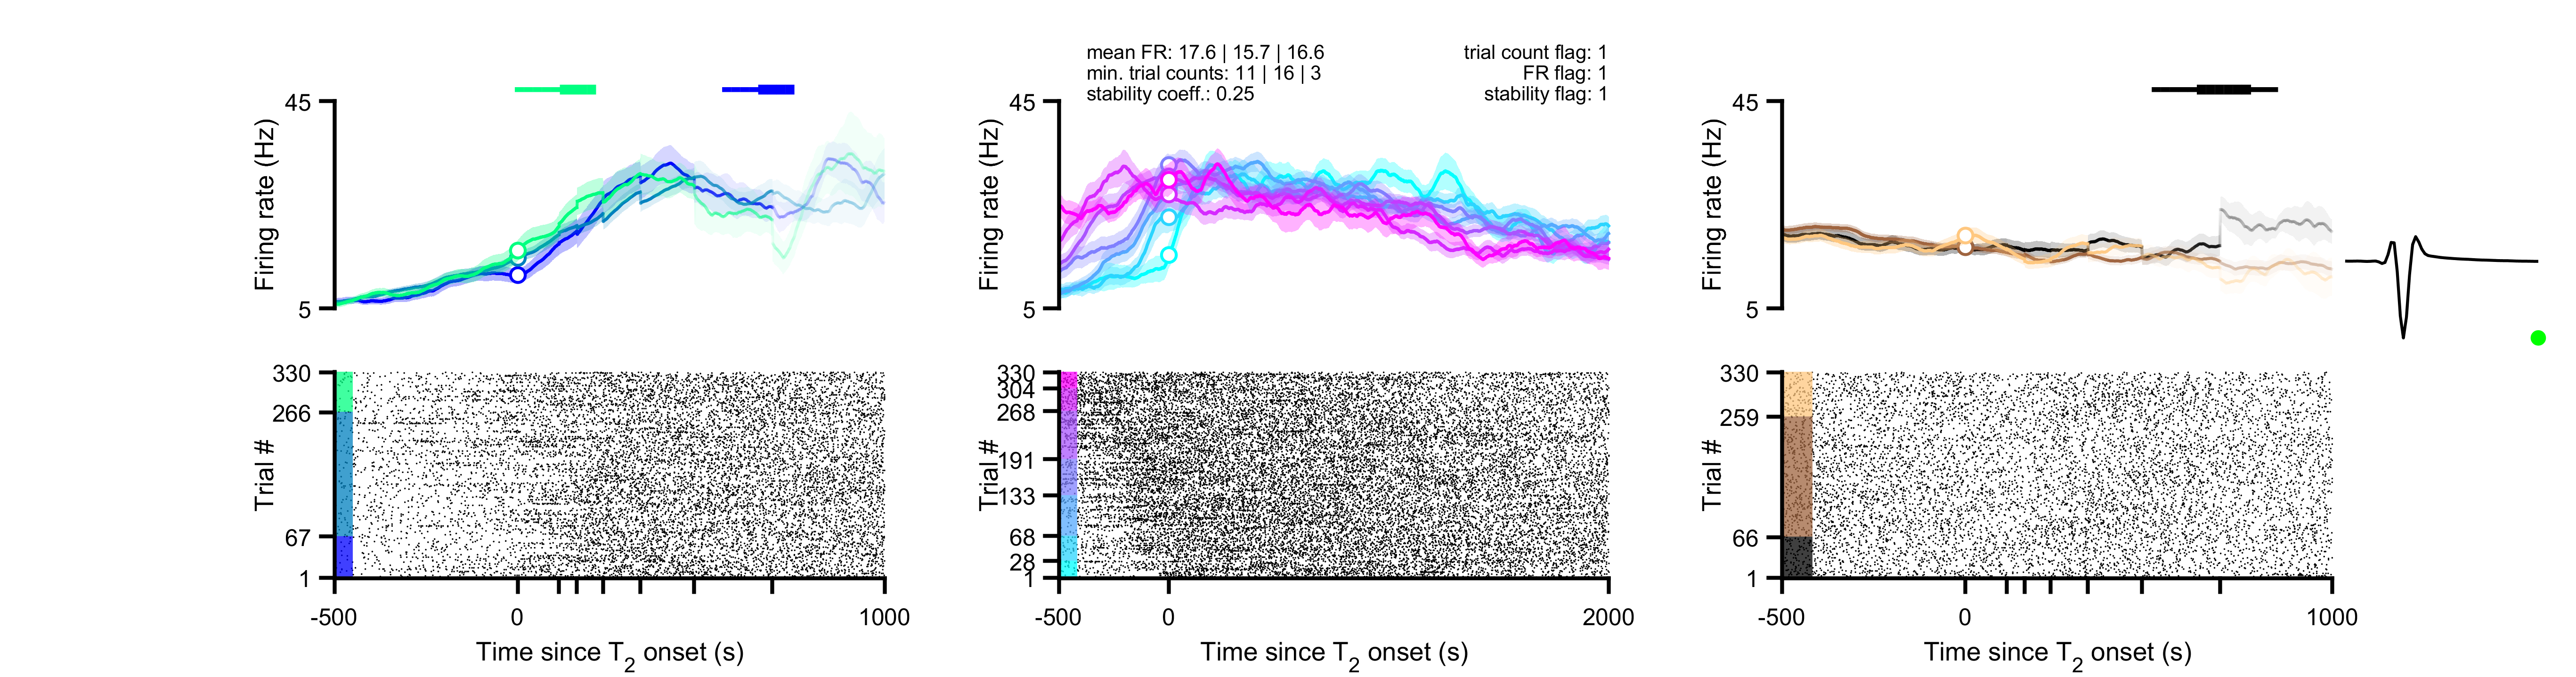 mean FR: 17.6 | 15.7 | 16.6
min. trial counts: 11 | 16 | 3
stability coeff.: 0.25
trial count flag: 1
FR flag: 1
stability flag: 1
45
5
Firing rate (Hz)
330
266
67
1
Trial #
-500
0
1000
Time since T2 onset (s)
45
5
Firing rate (Hz)
330
304
268
191
133
68
28
1
Trial #
-500
0
2000
Time since T2 onset (s)
45
5
Firing rate (Hz)
330
259
66
1
Trial #
-500
0
1000
Time since T2 onset (s)